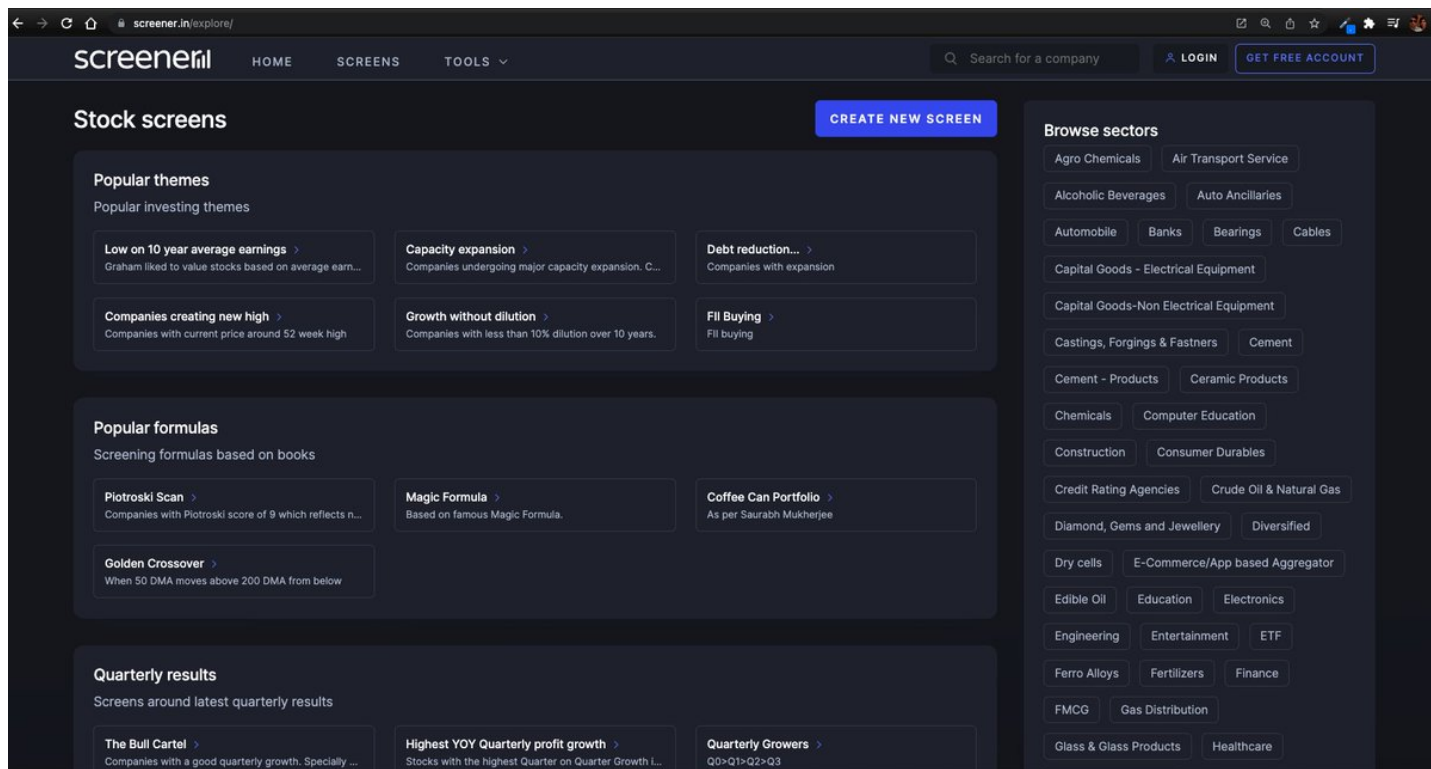 screener.in/explore/
screener
HOME
SCREENS
TOOLS
Search for a company
LOGIN
GET FREE ACCOUNT
Stock screens
CREATE NEW SCREEN
Popular themes
Popular investing themes
Low on 10 year average earnings
Graham liked to value stocks based on average earn...
Capacity expansion
Companies undergoing major capacity expansion. C...
Debt reduction...
Companies with expansion
Companies creating new high
Companies with current price around 52 week high
Growth without dilution
Companies with less than 10% dilution over 10 years.
FII Buying
FII buying
Popular formulas
Screening formulas based on books
Piotroski Scan
Companies with Piotroski score of 9 which reflects n...
Magic Formula
Based on famous Magic Formula.
Coffee Can Portfolio
As per Saurabh Mukherjee
Golden Crossover
When 50 DMA moves above 200 DMA from below
Quarterly results
Screens around latest quarterly results
The Bull Cartel
Companies with a good quarterly growth. Specially ...
Highest YOY Quarterly profit growth
Stocks with the highest Quarter on Quarter Growth i...
Quarterly Growers
Q0>Q1>Q2>Q3
Browse sectors
Agro Chemicals
Air Transport Service
Alcoholic Beverages
Auto Ancillaries
Automobile
Banks
Bearings
Cables
Capital Goods - Electrical Equipment
Capital Goods-Non Electrical Equipment
Castings, Forgings & Fastners
Cement
Cement - Products
Ceramic Products
Chemicals
Computer Education
Construction
Consumer Durables
Credit Rating Agencies
Crude Oil & Natural Gas
Diamond, Gems and Jewellery
Diversified
Dry cells
E-Commerce/App based Aggregator
Edible Oil
Education
Electronics
Engineering
Entertainment
ETF
Ferro Alloys
Fertilizers
Finance
FMCG
Gas Distribution
Glass & Glass Products
Healthcare